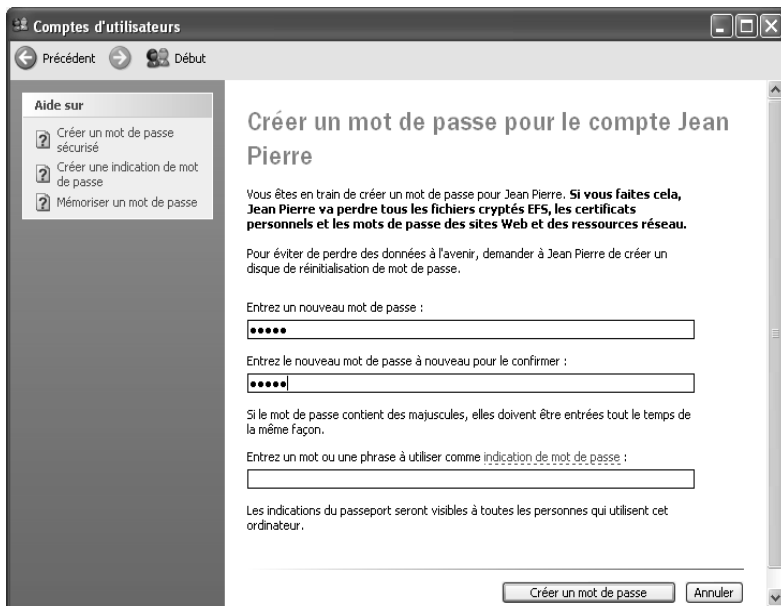 Comptes d'utilisateurs
Précédent
Début
Aide sur
Créer un mot de passe
sécurisé
Créer une indication de mot
de passe
Mémoriser un mot de passe
Créer un mot de passe pour le compte Jean
Pierre
Vous êtes en train de créer un mot de passe pour Jean Pierre. Si vous faites cela,
Jean Pierre va perdre tous les fichiers cryptés EFS, les certificats
personnels et les mots de passe des sites Web et des ressources réseau.
Pour éviter de perdre des données à l'avenir, demander à Jean Pierre de créer un
disque de réinitialisation de mot de passe.
Entrez un nouveau mot de passe :
•••••
Entrez le nouveau mot de passe à nouveau pour le confirmer :
•••••
Si le mot de passe contient des majuscules, elles doivent être entrées tout le temps de
la même façon.
Entrez un mot ou une phrase à utiliser comme indication de mot de passe :
Les indications du passeport seront visibles à toutes les personnes qui utilisent cet
ordinateur.
Créer un mot de passe
Annuler